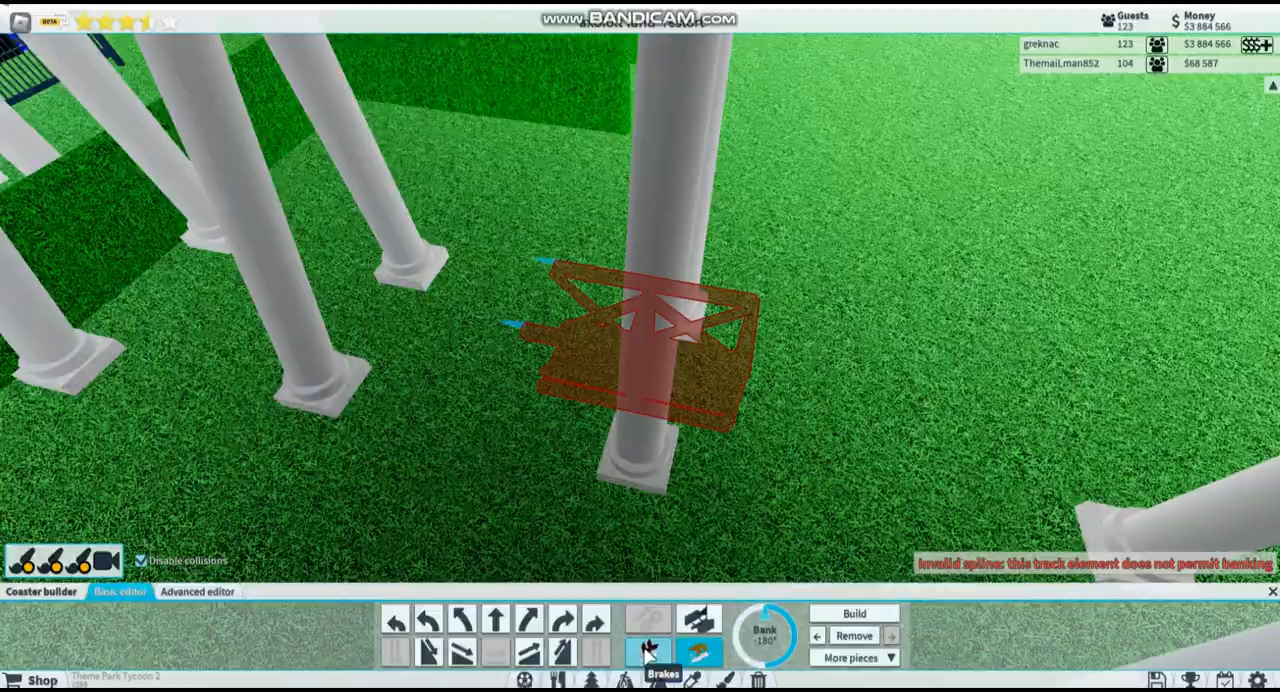 www.BANDICAM.com
BETA
Guests
123
Money
$3 884 566
greknac 123 $3 884 566
ThemaiLman852 104 $68 587
Disable collisions
Invalid spline: this track element does not permit banking
Coaster builder Basic editor Advanced editor
Bank
-180°
Build
Remove
More pieces
Brakes
Shop
Theme Park Tycoon 2